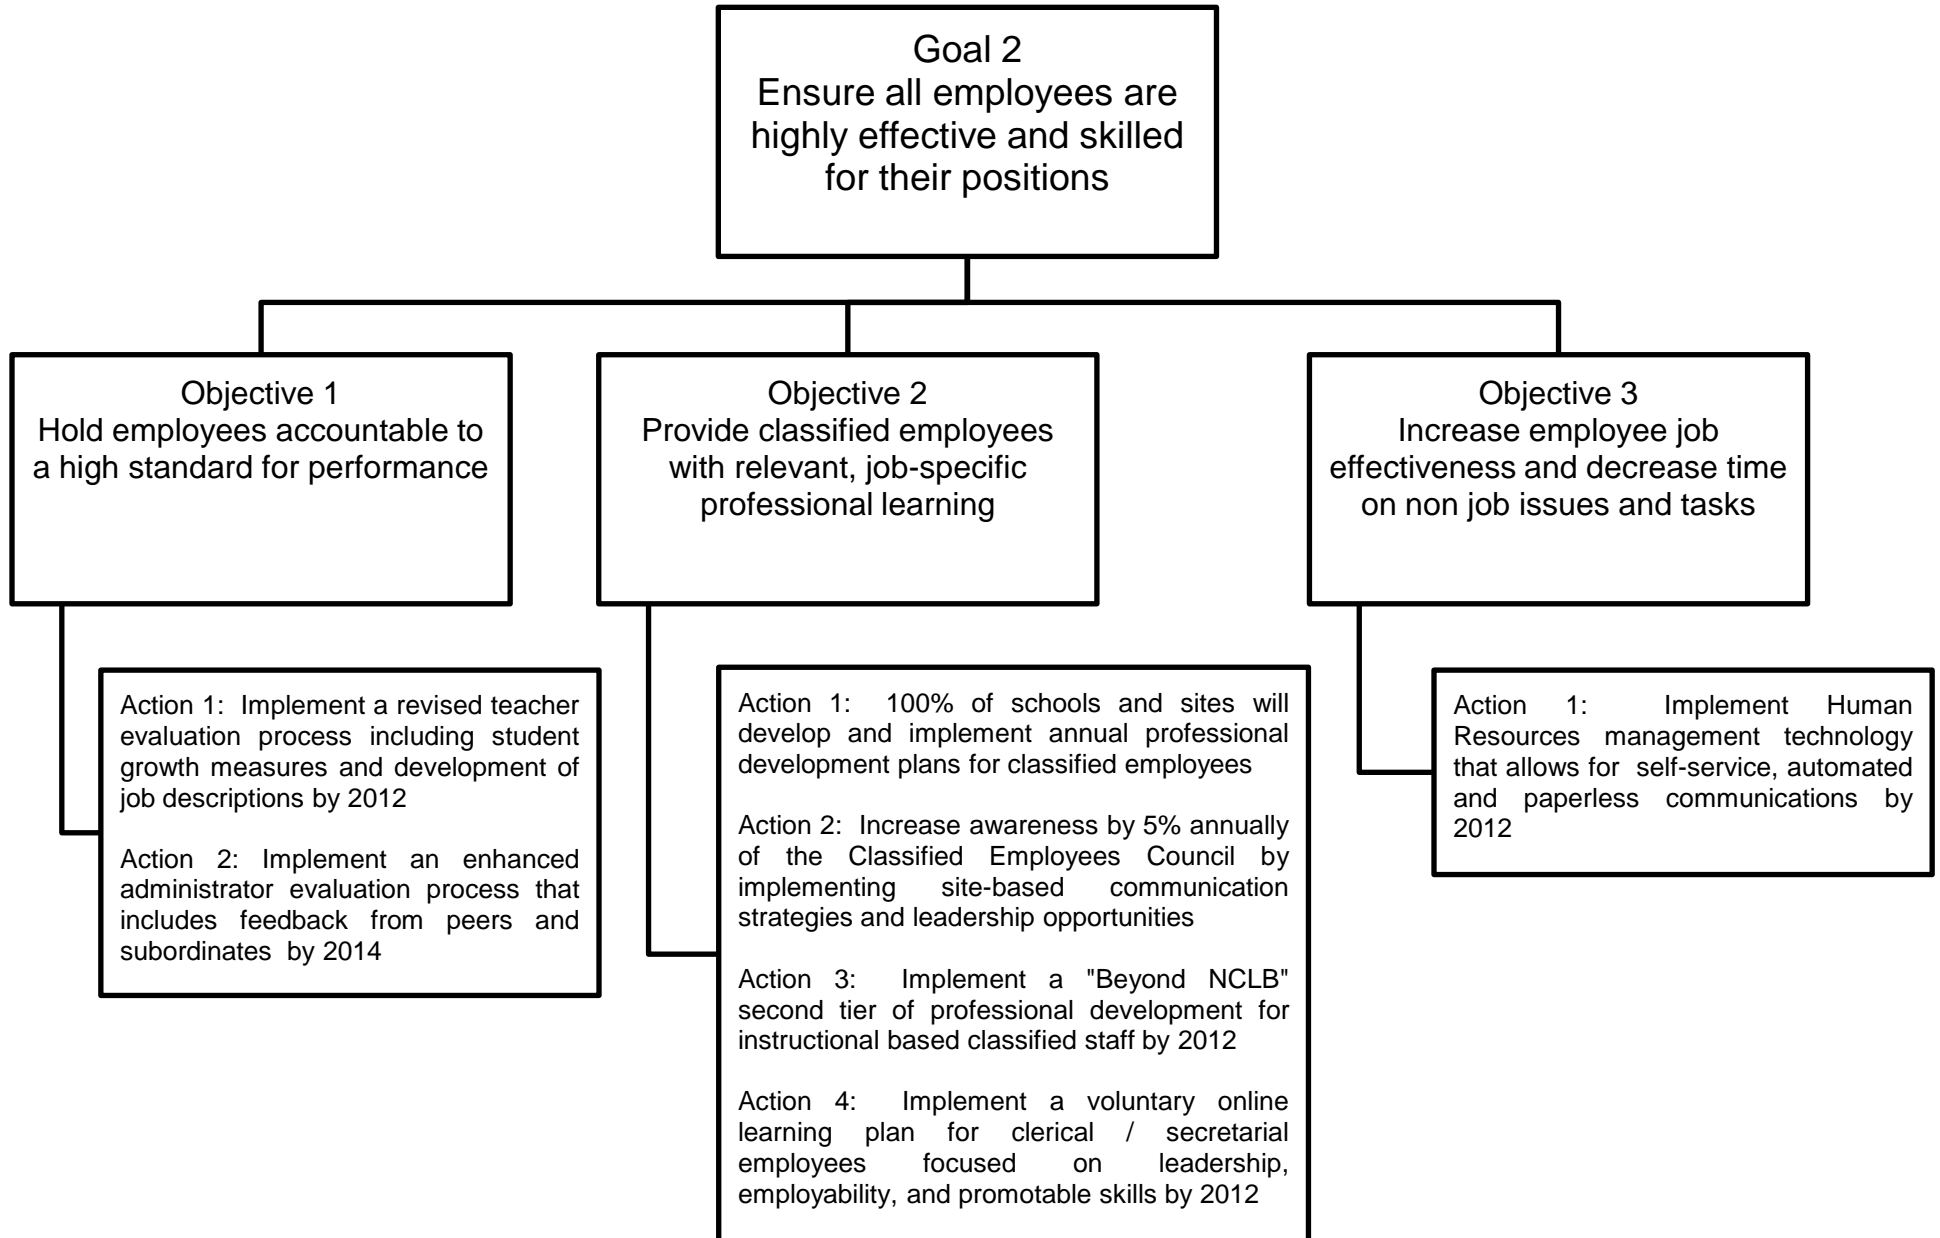 Goal 2
Ensure all employees are
highly effective and skilled
for their positions
Objective 1
Hold employees accountable to
a high standard for performance
Objective 2
Provide classified employees
with relevant, job-specific
professional learning
Objective 3
Increase employee job
effectiveness and decrease time
on non job issues and tasks
Action 1: Implement a revised teacher
evaluation process including student
growth measures and development of
job descriptions by 2012
Action 2: Implement an enhanced
administrator evaluation process that
includes feedback from peers and
subordinates by 2014
Action 1: 100% of schools and sites will
develop and implement annual professional
development plans for classified employees
Action 2: Increase awareness by 5% annually
of the Classified Employees Council by
implementing site-based communication
strategies and leadership opportunities
Action 3: Implement a "Beyond NCLB"
second tier of professional development for
instructional based classified staff by 2012
Action 4: Implement a voluntary online
learning plan for clerical / secretarial
employees focused on leadership,
employability, and promotable skills by 2012
Action 1: Implement Human
Resources management technology
that allows for self-service, automated
and paperless communications by
2012